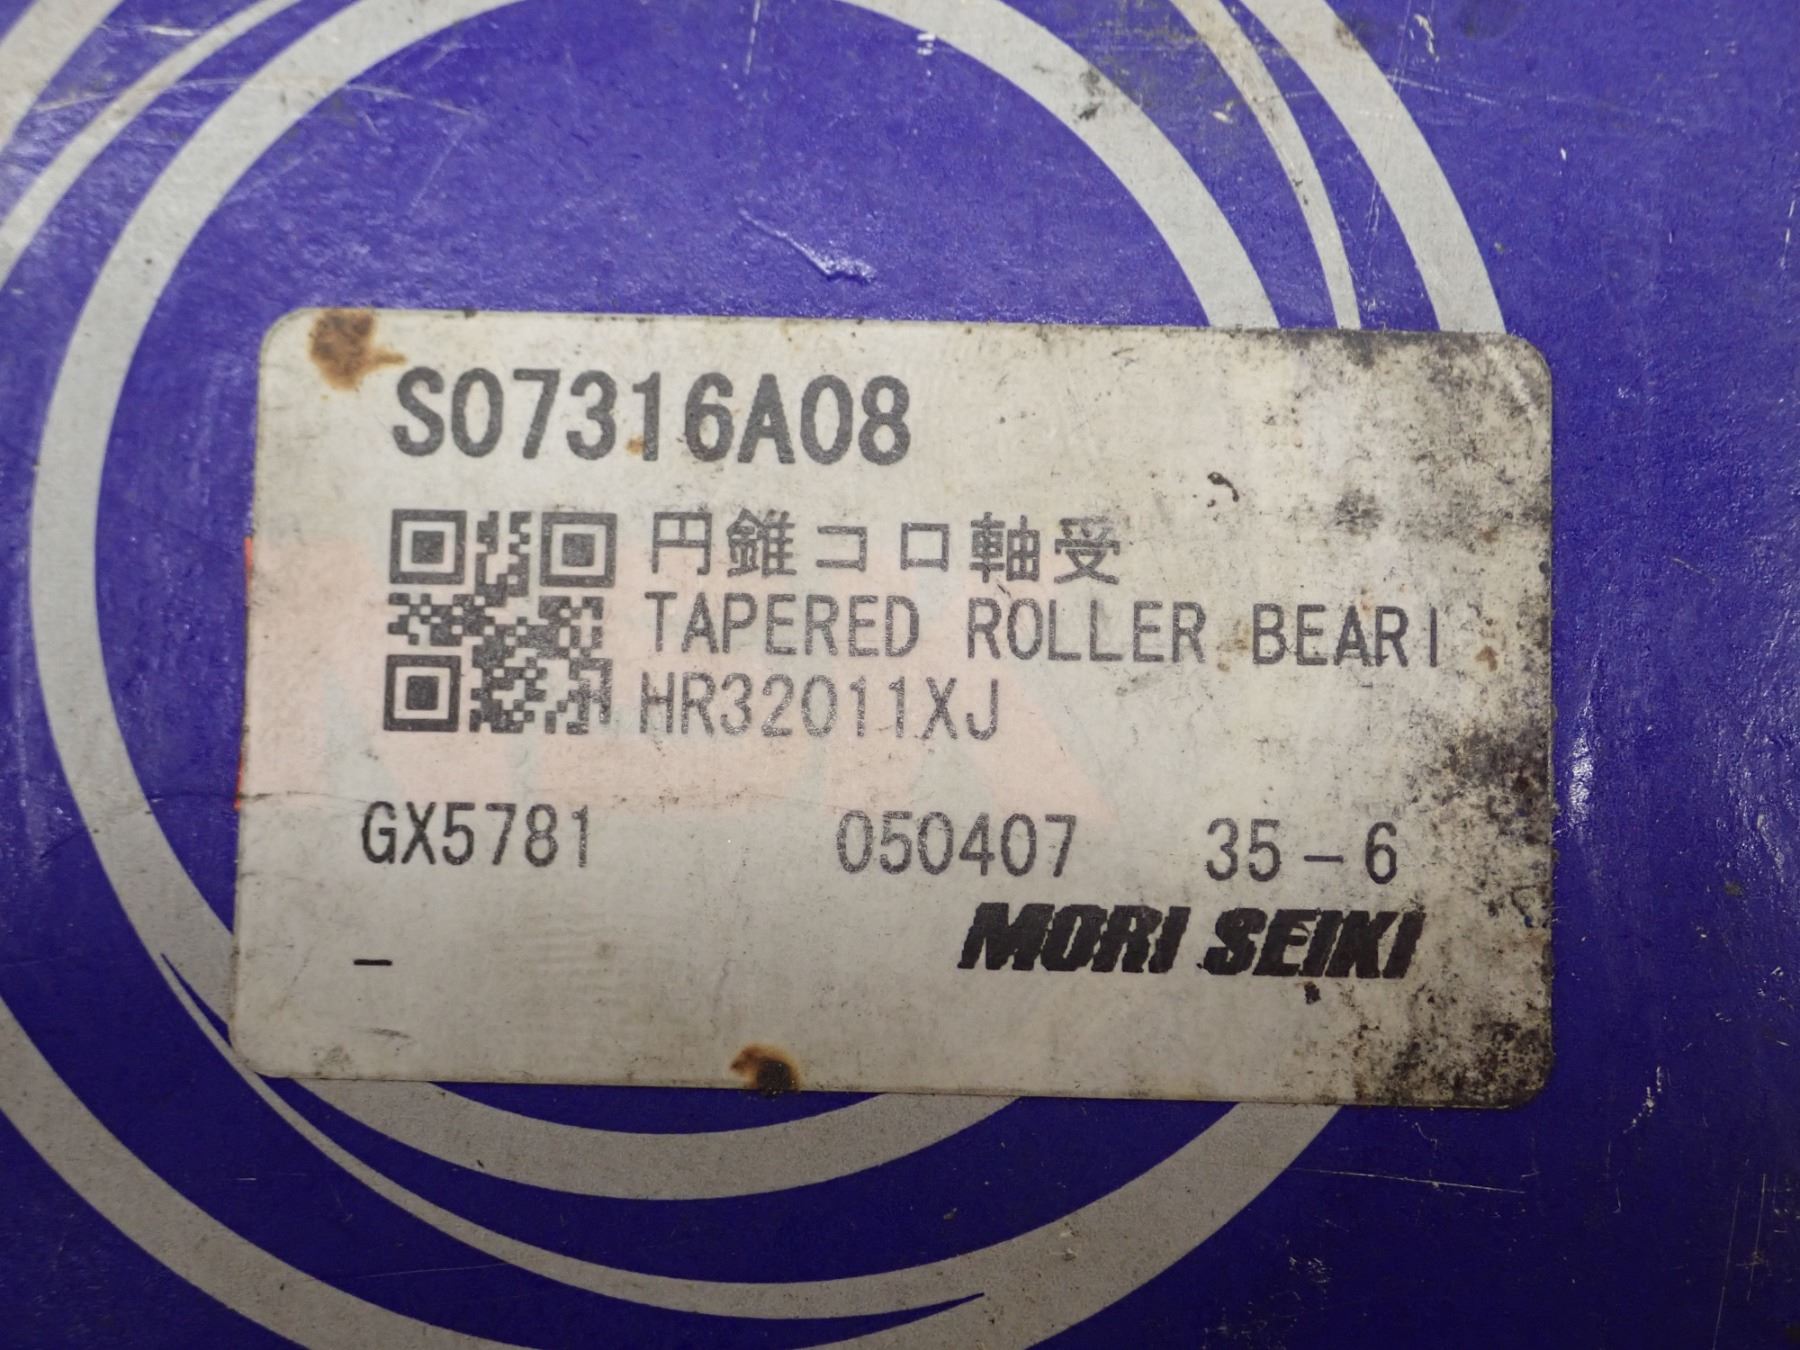 S07316A08
円錐コロ軸受
TAPERED ROLLER BEARI
HR32011XJ
GX5781 050407 35-6
-
MORI SEIKI